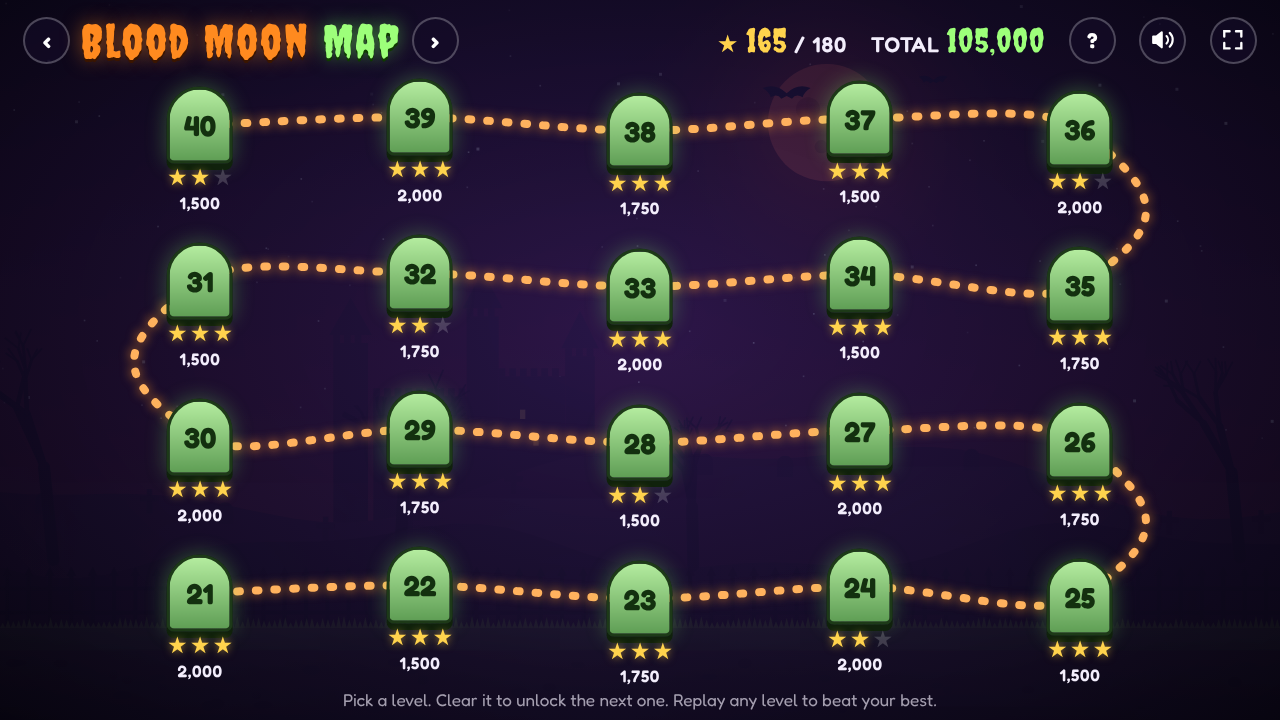 ‹ BLOOD MOON MAP › ★ 165 / 180 TOTAL 105,000 ?
40 39 38 37 36
1,500 2,000 1,750 1,500 2,000
31 32 33 34 35
1,500 1,750 2,000 1,500 1,750
30 29 28 27 26
2,000 1,750 1,500 2,000 1,750
21 22 23 24 25
2,000 1,500 1,750 2,000 1,500
Pick a level. Clear it to unlock the next one. Replay any level to beat your best.